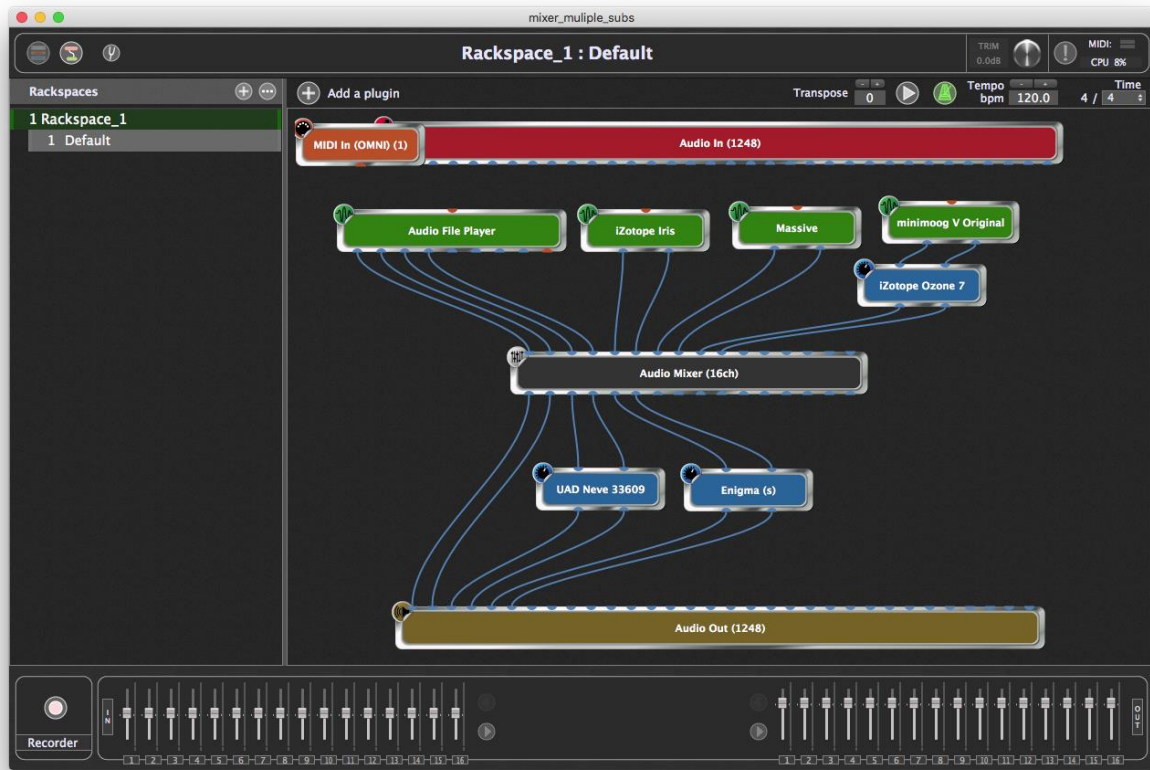 mixer_muliple_subs
Rackspace_1 : Default
TRIM
0.0dB
MIDI:
CPU 8%
Rackspaces
Add a plugin
Transpose
- +
0
Tempo
bpm
- +
120.0
Time
4 / 4
1 Rackspace_1
1 Default
MIDI In (OMNI) (1)
Audio In (1248)
Audio File Player
iZotope Iris
Massive
minimoog V Original
iZotope Ozone 7
Audio Mixer (16ch)
UAD Neve 33609
Enigma (s)
Audio Out (1248)
Recorder
IN
1 2 3 4 5 6 7 8 9 10 11 12 13 14 15 16
1 2 3 4 5 6 7 8 9 10 11 12 13 14 15 16
OUT